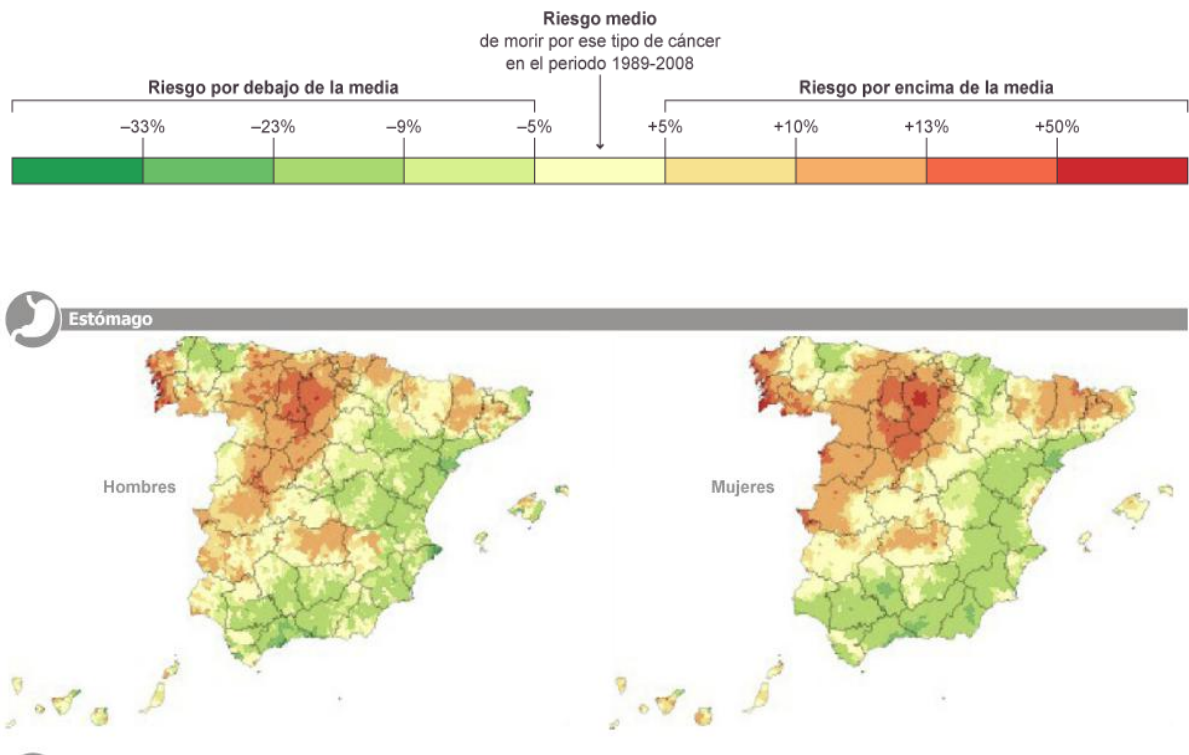 Riesgo medio
de morir por ese tipo de cáncer
en el periodo 1989-2008
Riesgo por debajo de la media
Riesgo por encima de la media
–33%
–23%
–9%
–5%
+5%
+10%
+13%
+50%
Estómago
Hombres
Mujeres